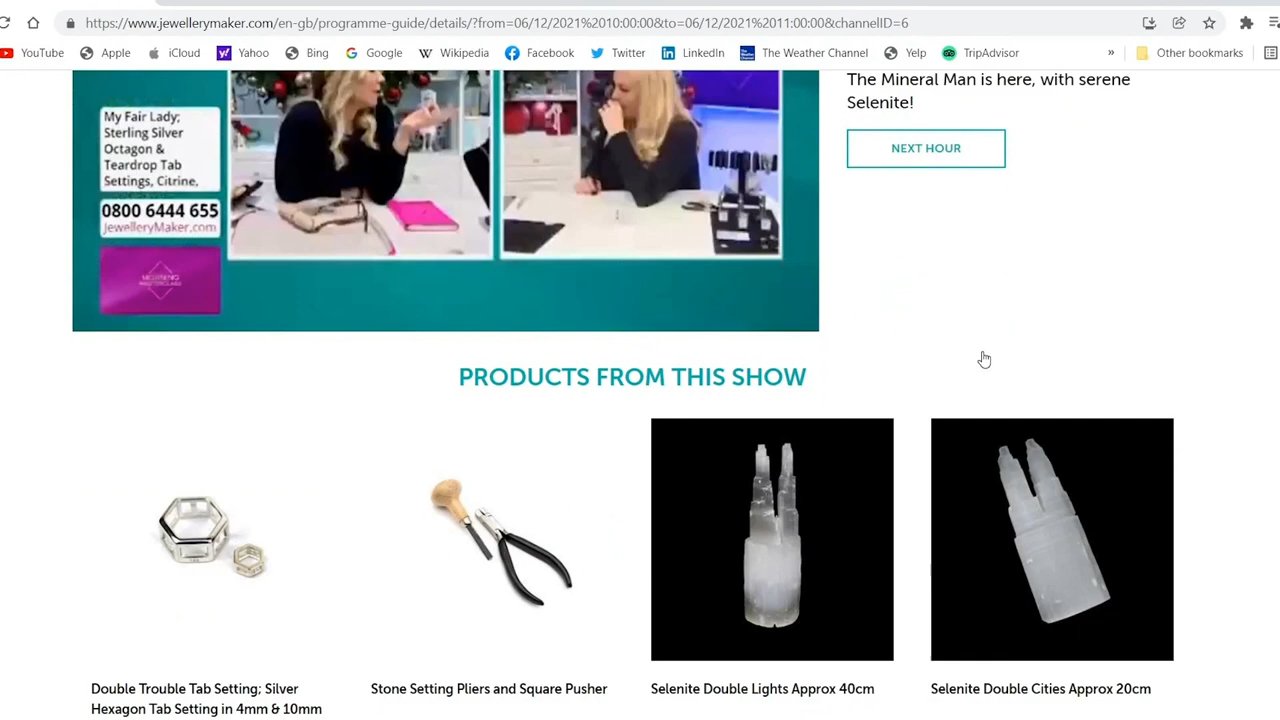 https://www.jewellerymaker.com/en-gb/programme-guide/details/?from=06/12/2021%2010:00:00&to=06/12/2021%2011:00:00&channelID=6
YouTube Apple iCloud Yahoo Bing Google Wikipedia Facebook Twitter LinkedIn The Weather Channel Yelp TripAdvisor » Other bookmarks
The Mineral Man is here, with serene
Selenite!
NEXT HOUR
My Fair Lady;
Sterling Silver
Octagon &
Teardrop Tab
Settings, Citrine,
0800 6444 655
JewelleryMaker.com
MORNING
MASTERCLASS
PRODUCTS FROM THIS SHOW
Double Trouble Tab Setting; Silver
Hexagon Tab Setting in 4mm & 10mm
Stone Setting Pliers and Square Pusher
Selenite Double Lights Approx 40cm
Selenite Double Cities Approx 20cm